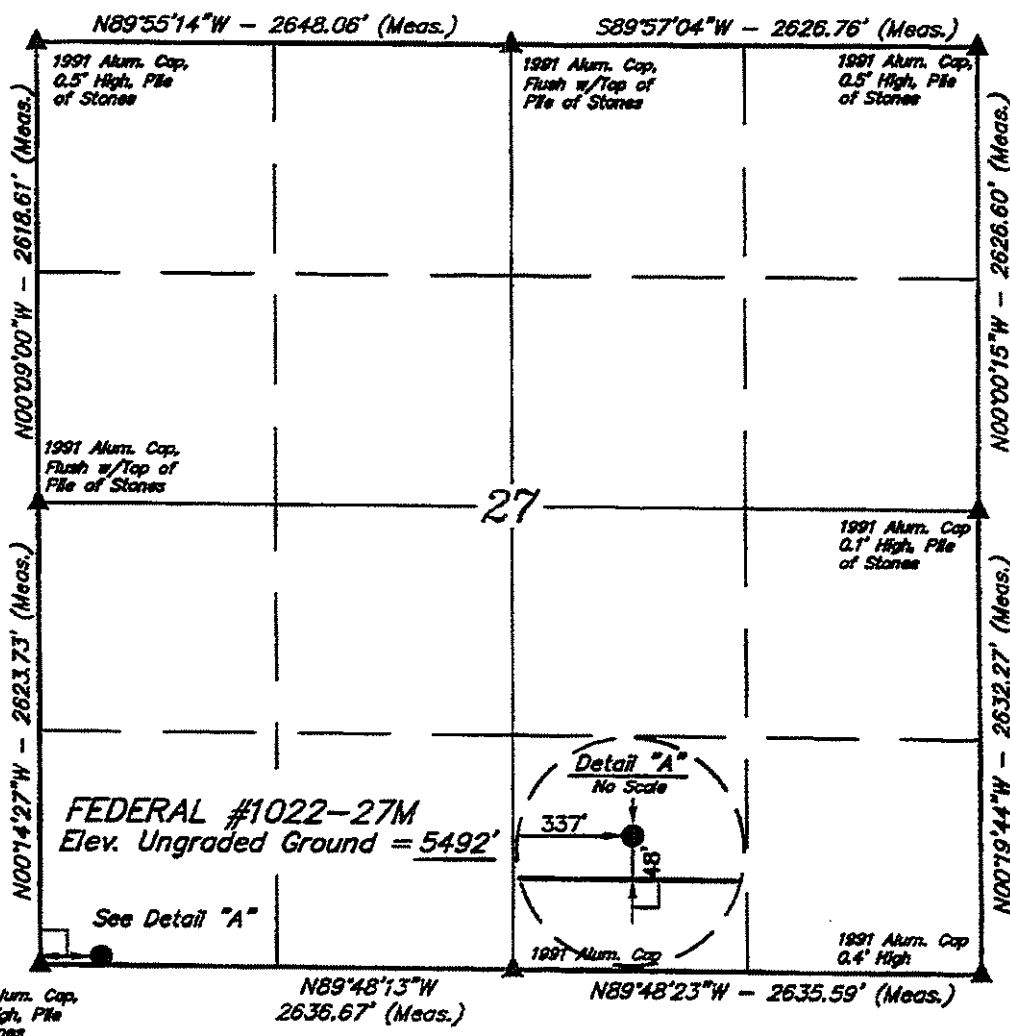 N89°55'14"W - 2648.06' (Meas.)
S89°57'04"W - 2626.76' (Meas.)
1991 Alum. Cap,
0.5' High, Pile
of Stones
1991 Alum. Cap,
Flush w/Top of
Pile of Stones
1991 Alum. Cap,
0.5' High, Pile
of Stones
N00°09'00"W - 2618.61' (Meas.)
N00°00'15"W - 2626.60' (Meas.)
1991 Alum. Cap,
Flush w/Top of
Pile of Stones
27
1991 Alum. Cap
0.1' High, Pile
of Stones
N00°14'27"W - 2623.73' (Meas.)
N00°19'44"W - 2632.27' (Meas.)
Detail "A"
No Scale
337'
48'
FEDERAL #1022-27M
Elev. Ungraded Ground = 5492'
See Detail "A"
1991 Alum. Cap
1991 Alum. Cap
0.4' High
N89°48'13"W
2636.67' (Meas.)
N89°48'23"W - 2635.59' (Meas.)
Cap,
Pile